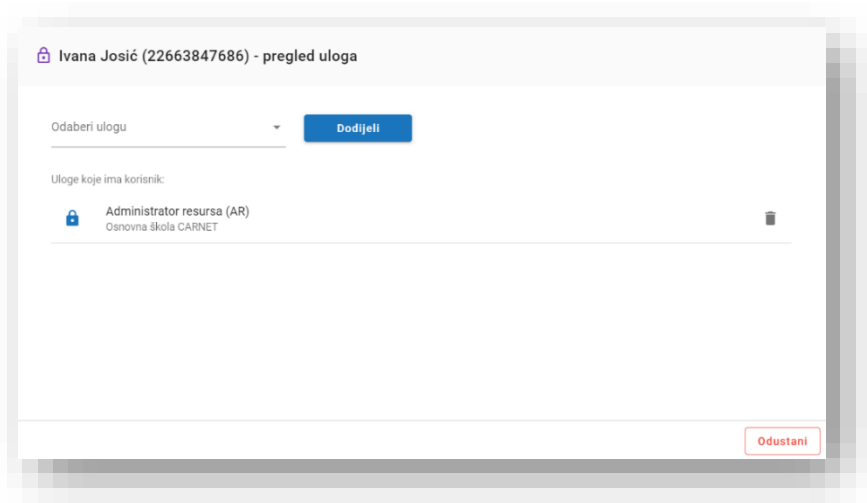 Ivana Josić (22663847686) - pregled uloga
Odaberi ulogu
Dodijeli
Uloge koje ima korisnik:
Administrator resursa (AR)
Osnovna škola CARNET
Odustani